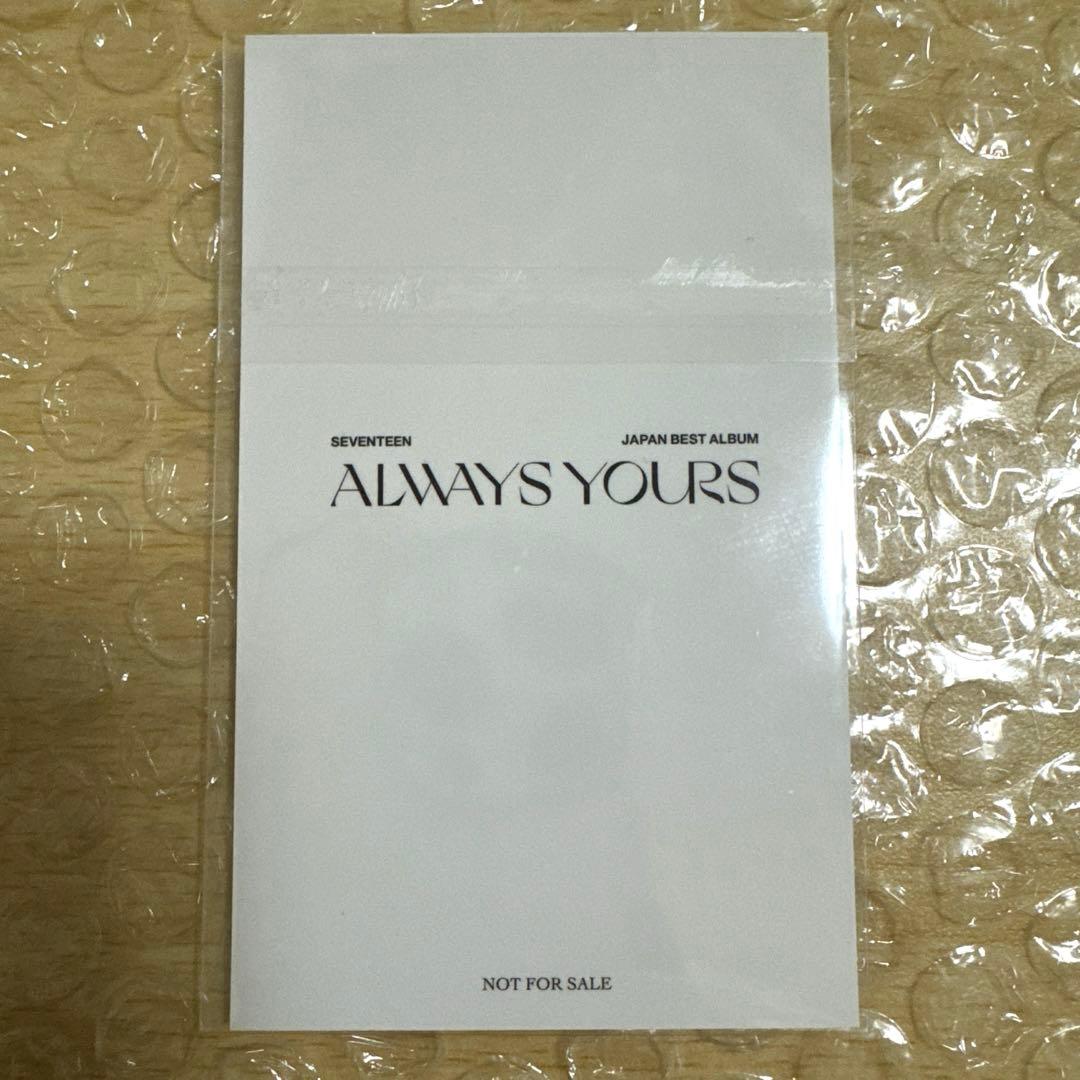 SEVENTEEN JAPAN BEST ALBUM
ALWAYS YOURS
NOT FOR SALE